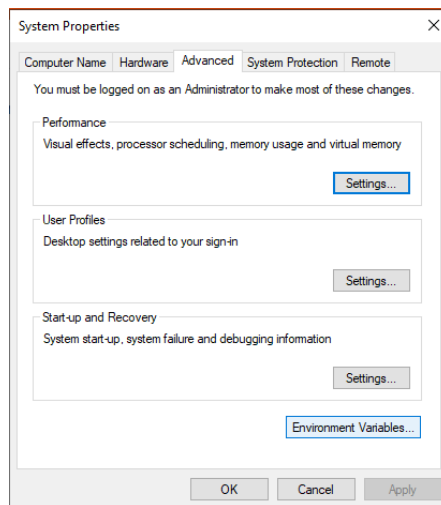 System Properties
Computer Name Hardware Advanced System Protection Remote
You must be logged on as an Administrator to make most of these changes.
Performance
Visual effects, processor scheduling, memory usage and virtual memory
Settings...
User Profiles
Desktop settings related to your sign-in
Settings...
Start-up and Recovery
System start-up, system failure and debugging information
Settings...
Environment Variables...
OK Cancel Apply